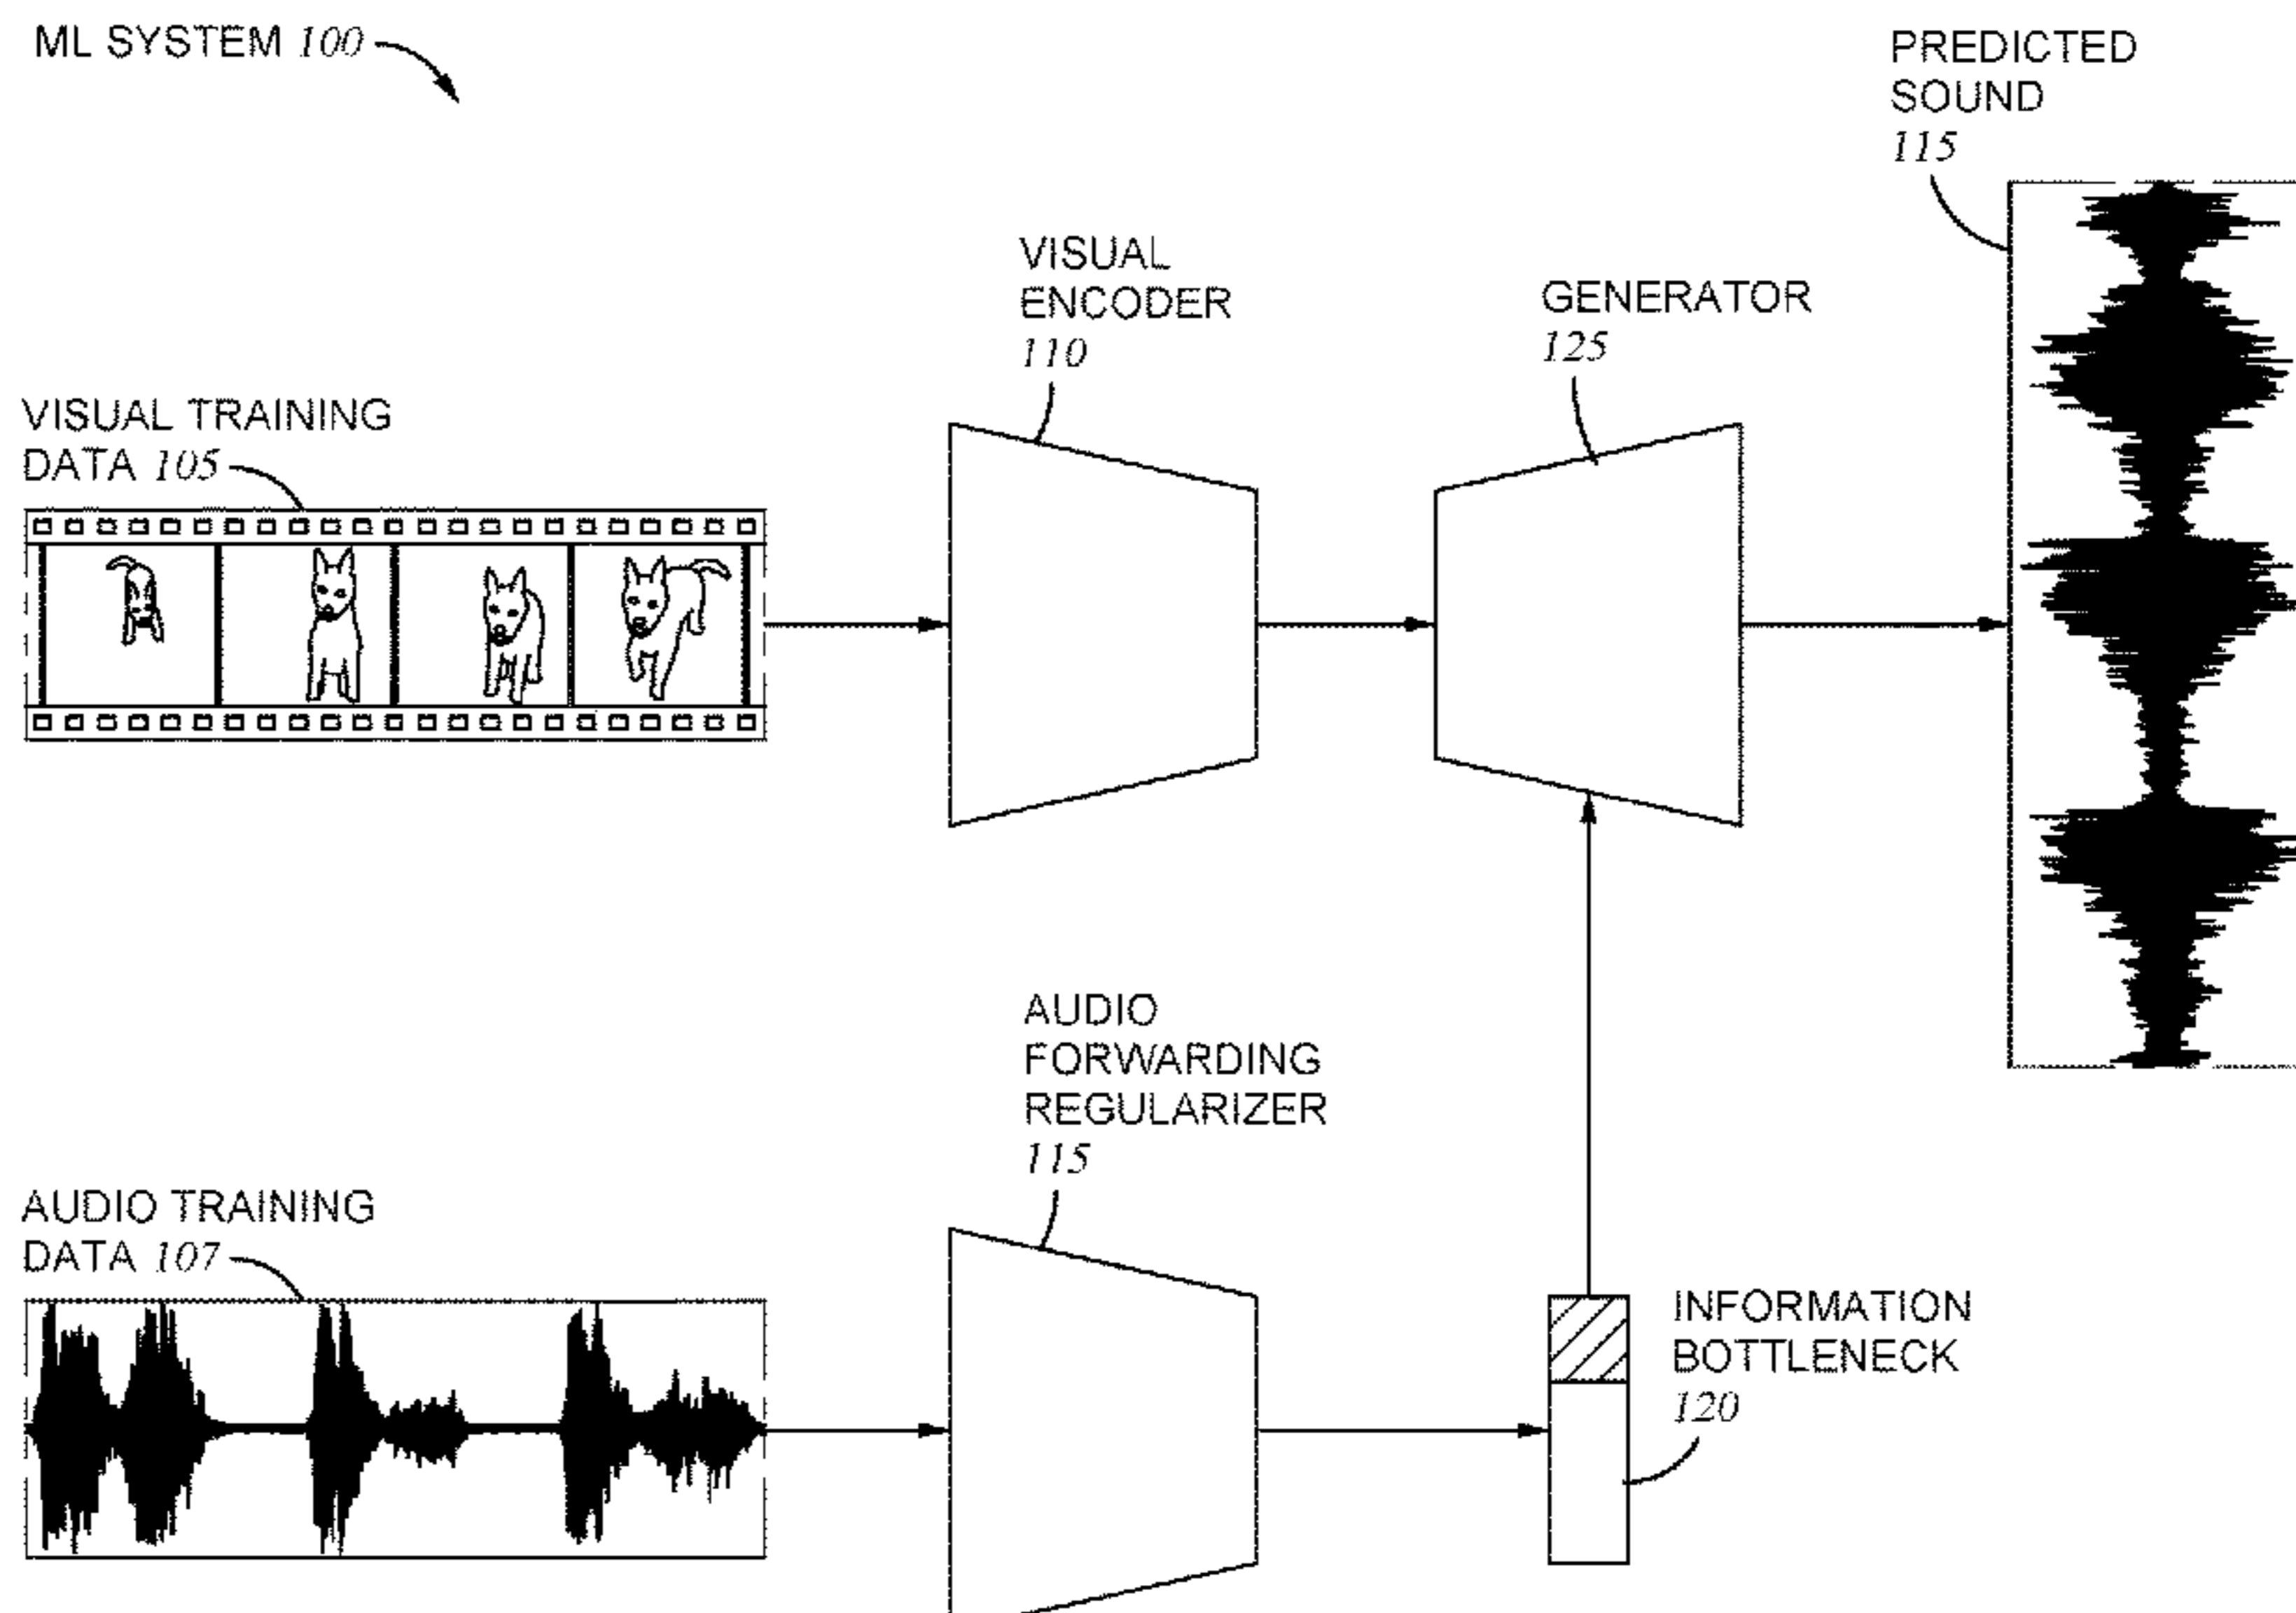 ML SYSTEM 100
PREDICTED
SOUND
115
VISUAL
ENCODER
110
GENERATOR
125
VISUAL TRAINING
DATA 105
AUDIO
FORWARDING
REGULARIZER
115
AUDIO TRAINING
DATA 107
INFORMATION
BOTTLENECK
120